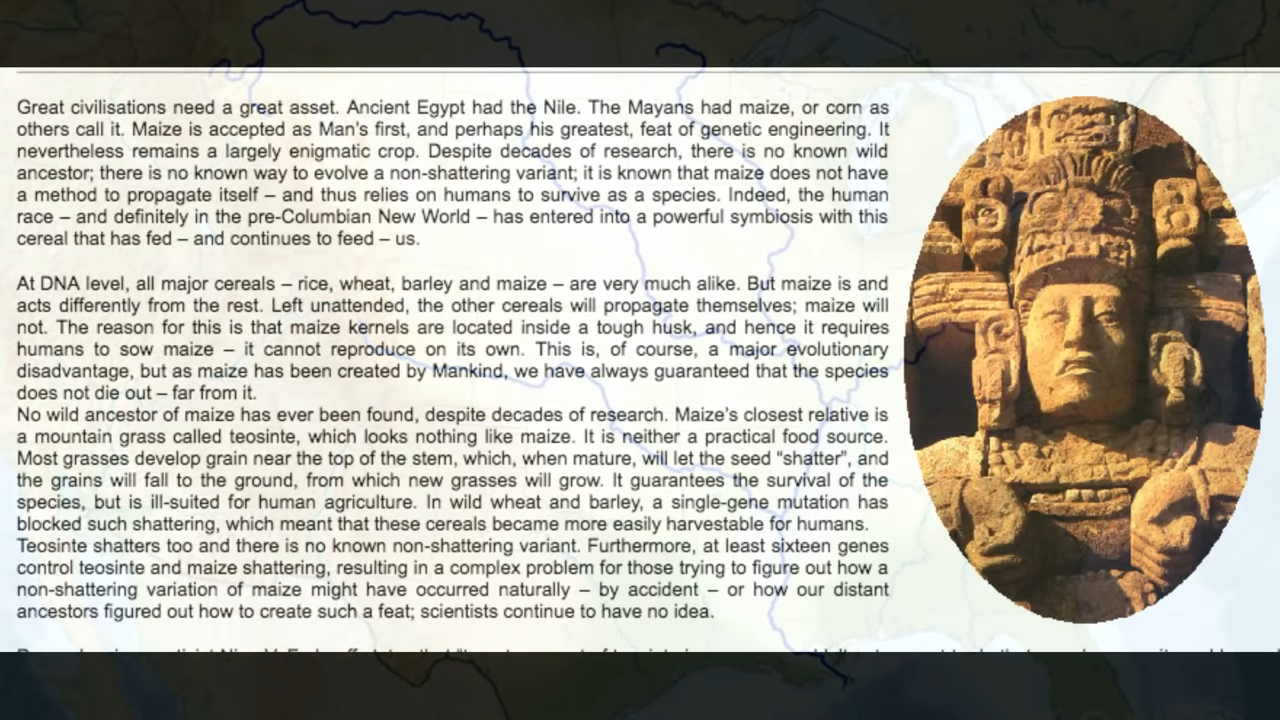 Great civilisations need a great asset. Ancient Egypt had the Nile. The Mayans had maize, or corn as
others call it. Maize is accepted as Man's first, and perhaps his greatest, feat of genetic engineering. It
nevertheless remains a largely enigmatic crop. Despite decades of research, there is no known wild
ancestor; there is no known way to evolve a non-shattering variant; it is known that maize does not have
a method to propagate itself – and thus relies on humans to survive as a species. Indeed, the human
race – and definitely in the pre-Columbian New World – has entered into a powerful symbiosis with this
cereal that has fed – and continues to feed – us.
At DNA level, all major cereals – rice, wheat, barley and maize – are very much alike. But maize is and
acts differently from the rest. Left unattended, the other cereals will propagate themselves; maize will
not. The reason for this is that maize kernels are located inside a tough husk, and hence it requires
humans to sow maize – it cannot reproduce on its own. This is, of course, a major evolutionary
disadvantage, but as maize has been created by Mankind, we have always guaranteed that the species
does not die out – far from it.
No wild ancestor of maize has ever been found, despite decades of research. Maize's closest relative is
a mountain grass called teosinte, which looks nothing like maize. It is neither a practical food source.
Most grasses develop grain near the top of the stem, which, when mature, will let the seed "shatter", and
the grains will fall to the ground, from which new grasses will grow. It guarantees the survival of the
species, but is ill-suited for human agriculture. In wild wheat and barley, a single-gene mutation has
blocked such shattering, which meant that these cereals became more easily harvestable for humans.
Teosinte shatters too and there is no known non-shattering variant. Furthermore, at least sixteen genes
control teosinte and maize shattering, resulting in a complex problem for those trying to figure out how a
non-shattering variation of maize might have occurred naturally – by accident – or how our distant
ancestors figured out how to create such a feat; scientists continue to have no idea.